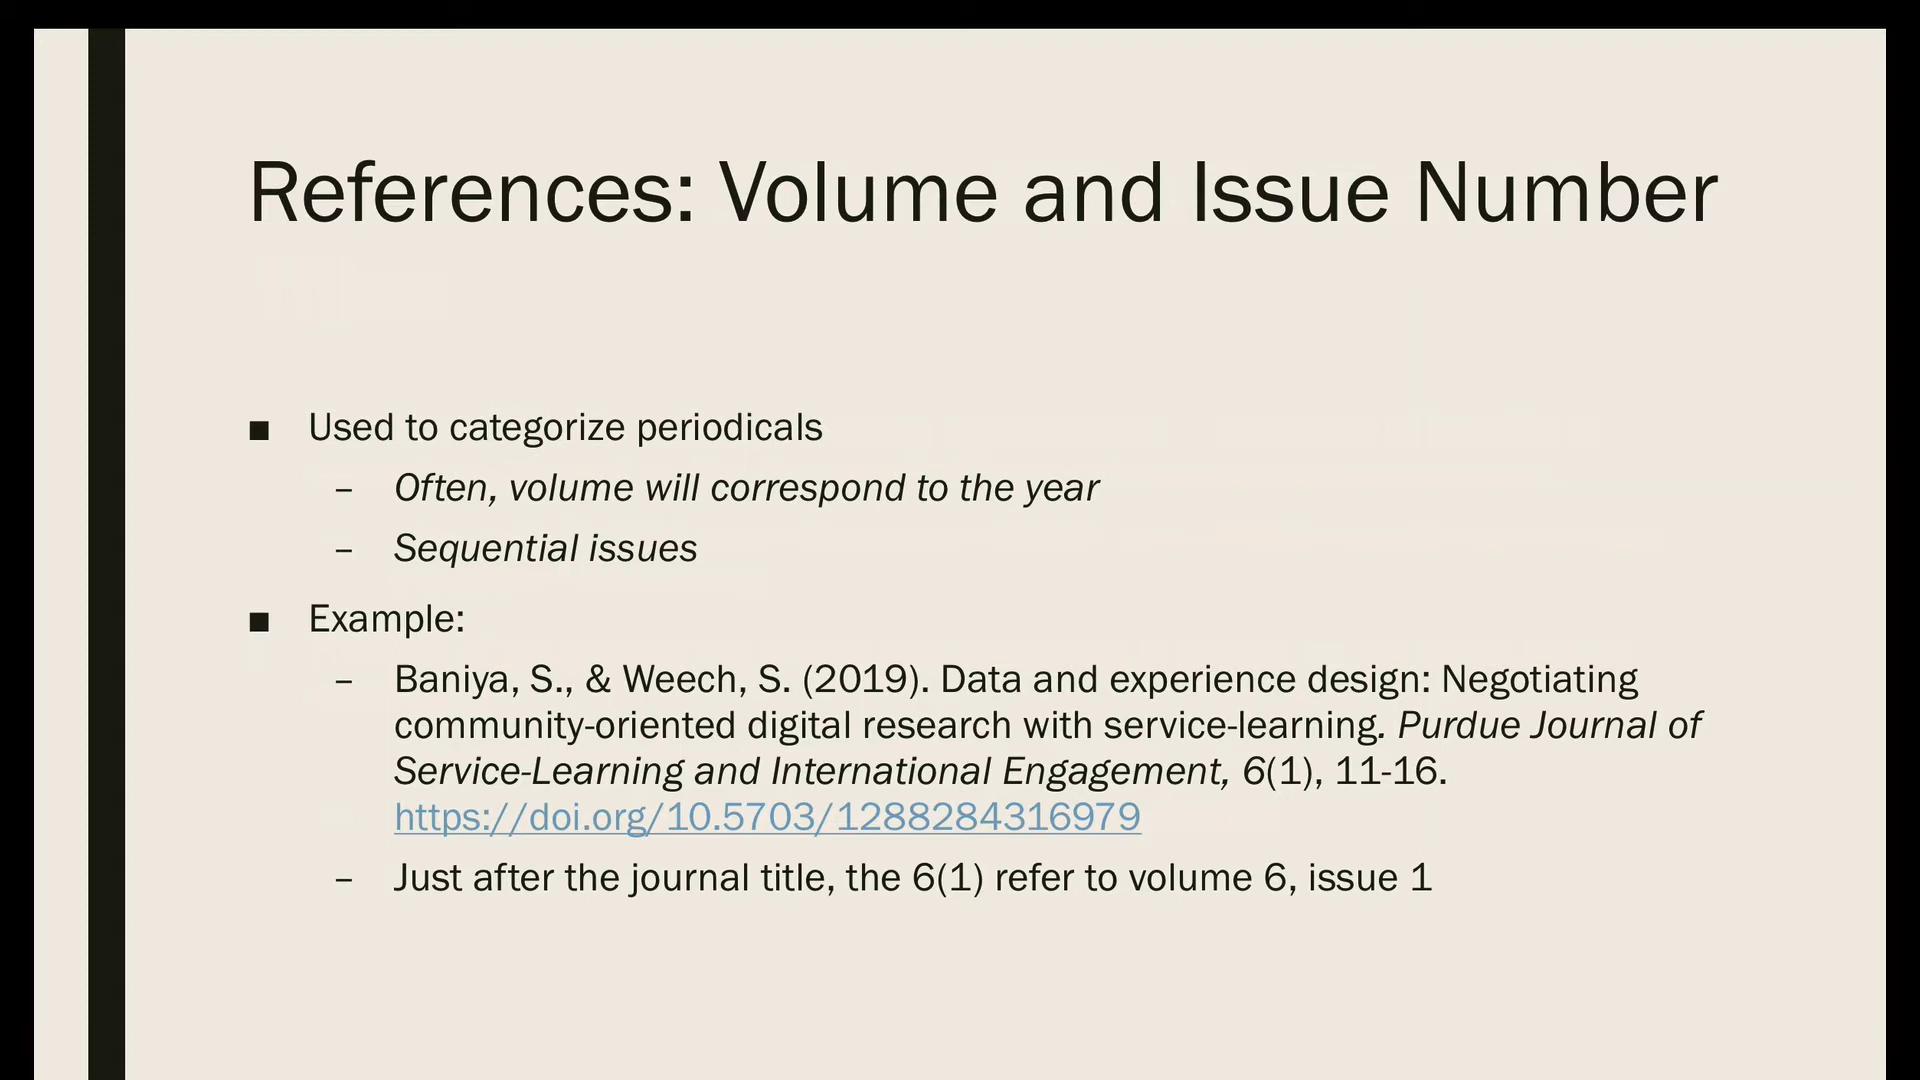 References: Volume and Issue Number
■ Used to categorize periodicals
– Often, volume will correspond to the year
– Sequential issues
■ Example:
– Baniya, S., & Weech, S. (2019). Data and experience design: Negotiating
community-oriented digital research with service-learning. Purdue Journal of
Service-Learning and International Engagement, 6(1), 11-16.
https://doi.org/10.5703/1288284316979
– Just after the journal title, the 6(1) refer to volume 6, issue 1